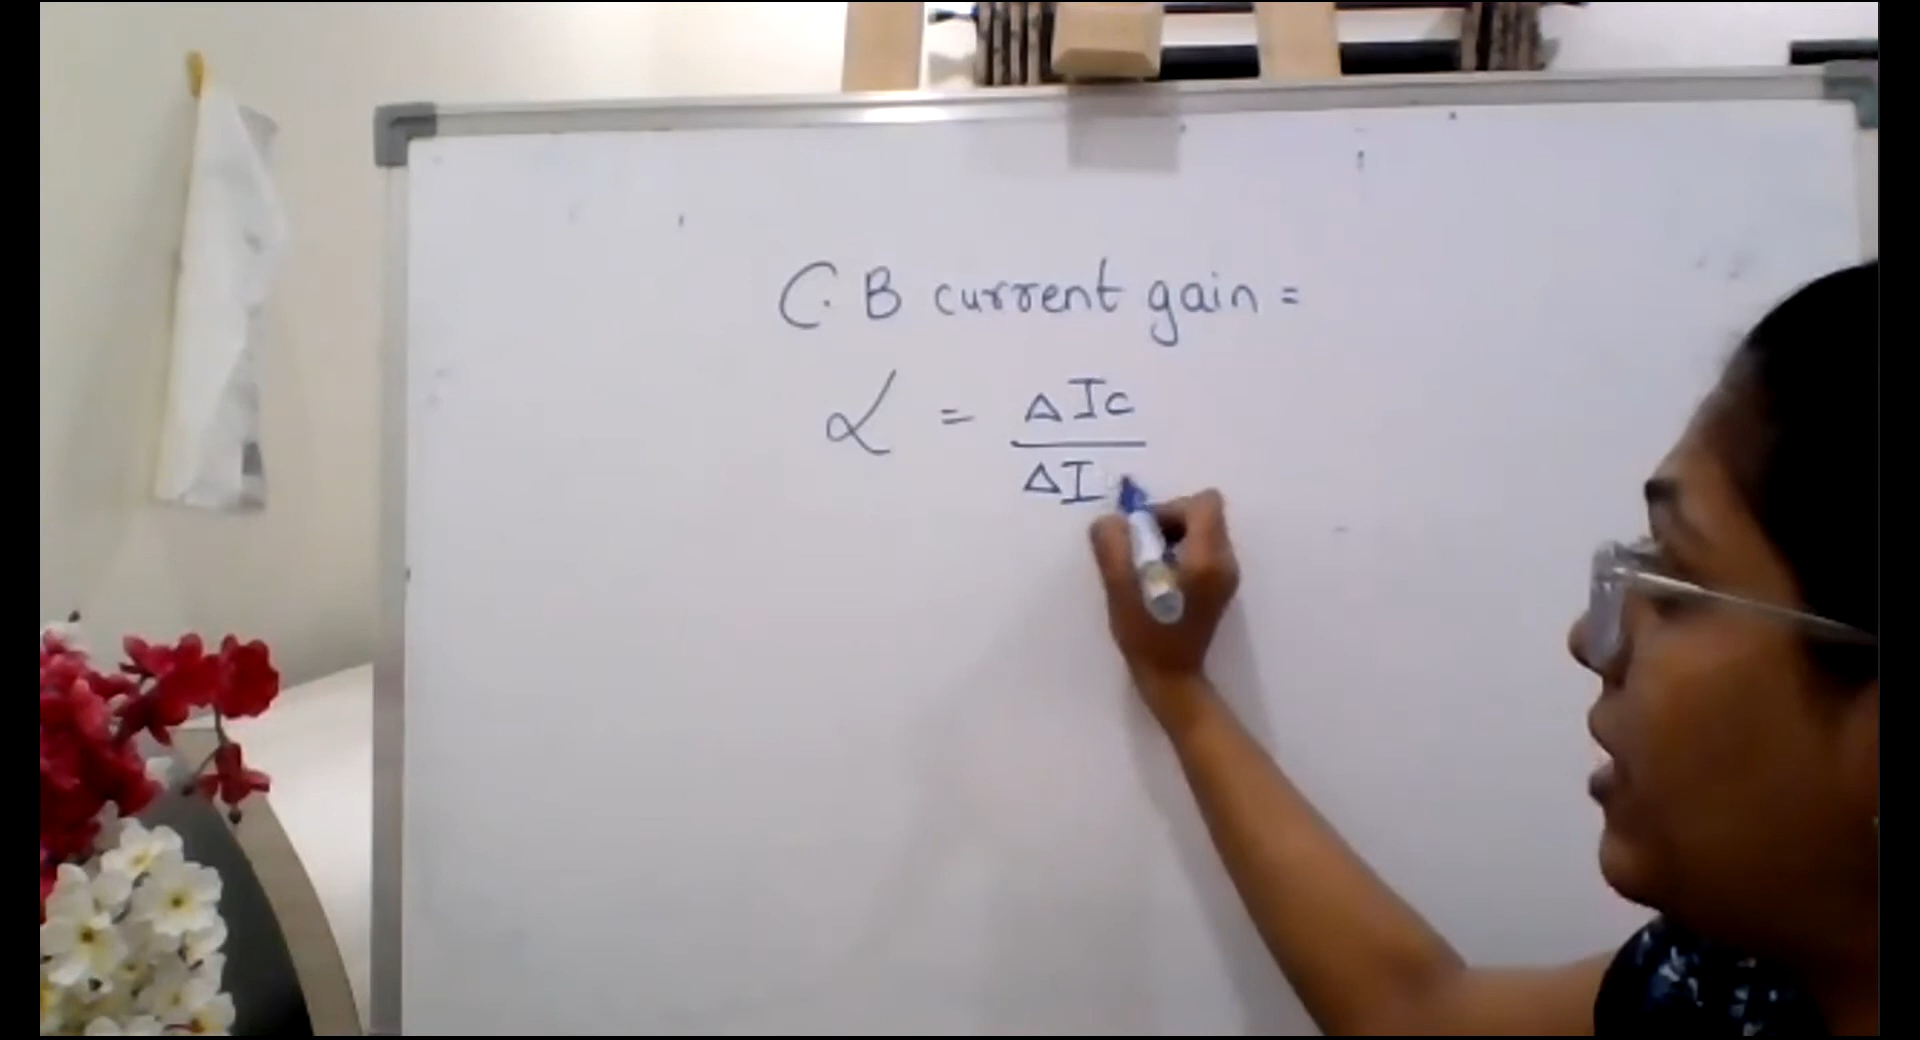 C.B current gain =
α = ΔIc
ΔI